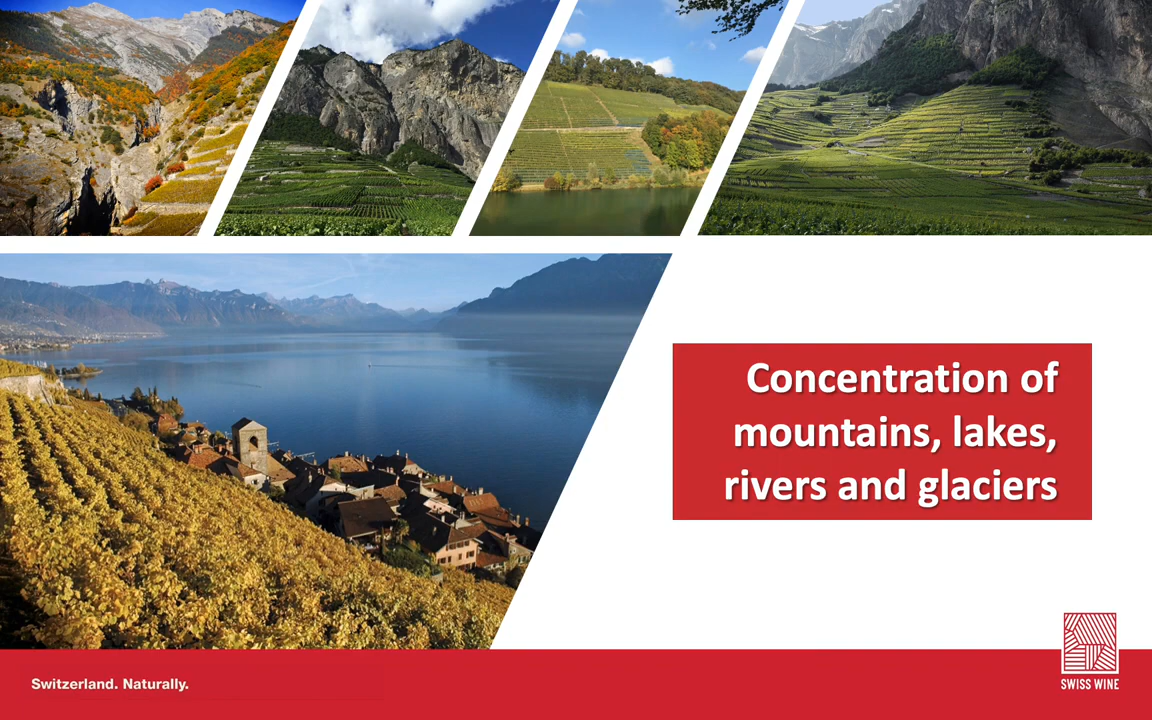 Concentration of
mountains, lakes,
rivers and glaciers
Switzerland. Naturally.
SWISS WINE